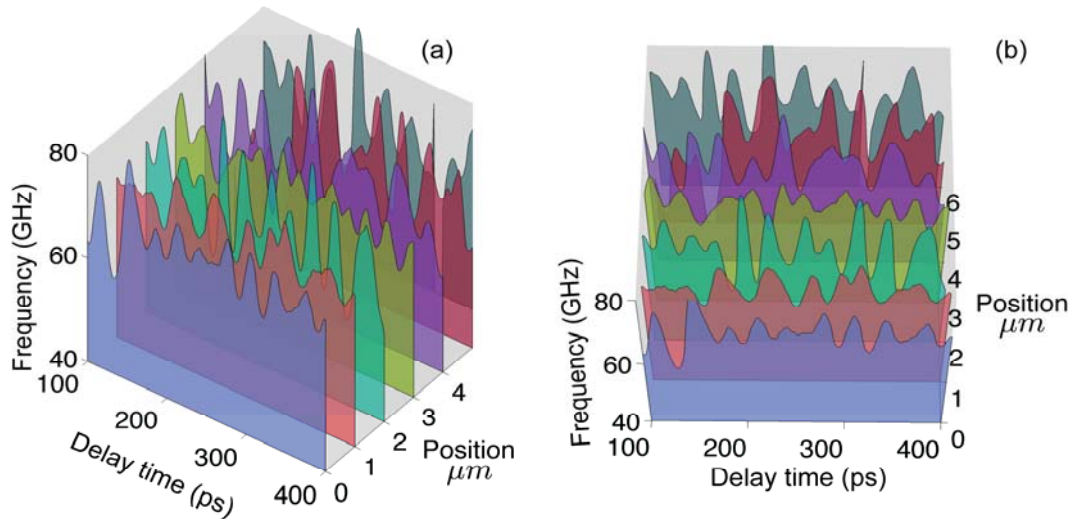 (a)
Frequency (GHz)
80
60
40
100
200
300
400
Delay time (ps)
0
1
2
3
4
Position
μm
(b)
Frequency (GHz)
80
60
40
100
200
300
400
Delay time (ps)
0
1
2
3
4
5
6
Position
μm